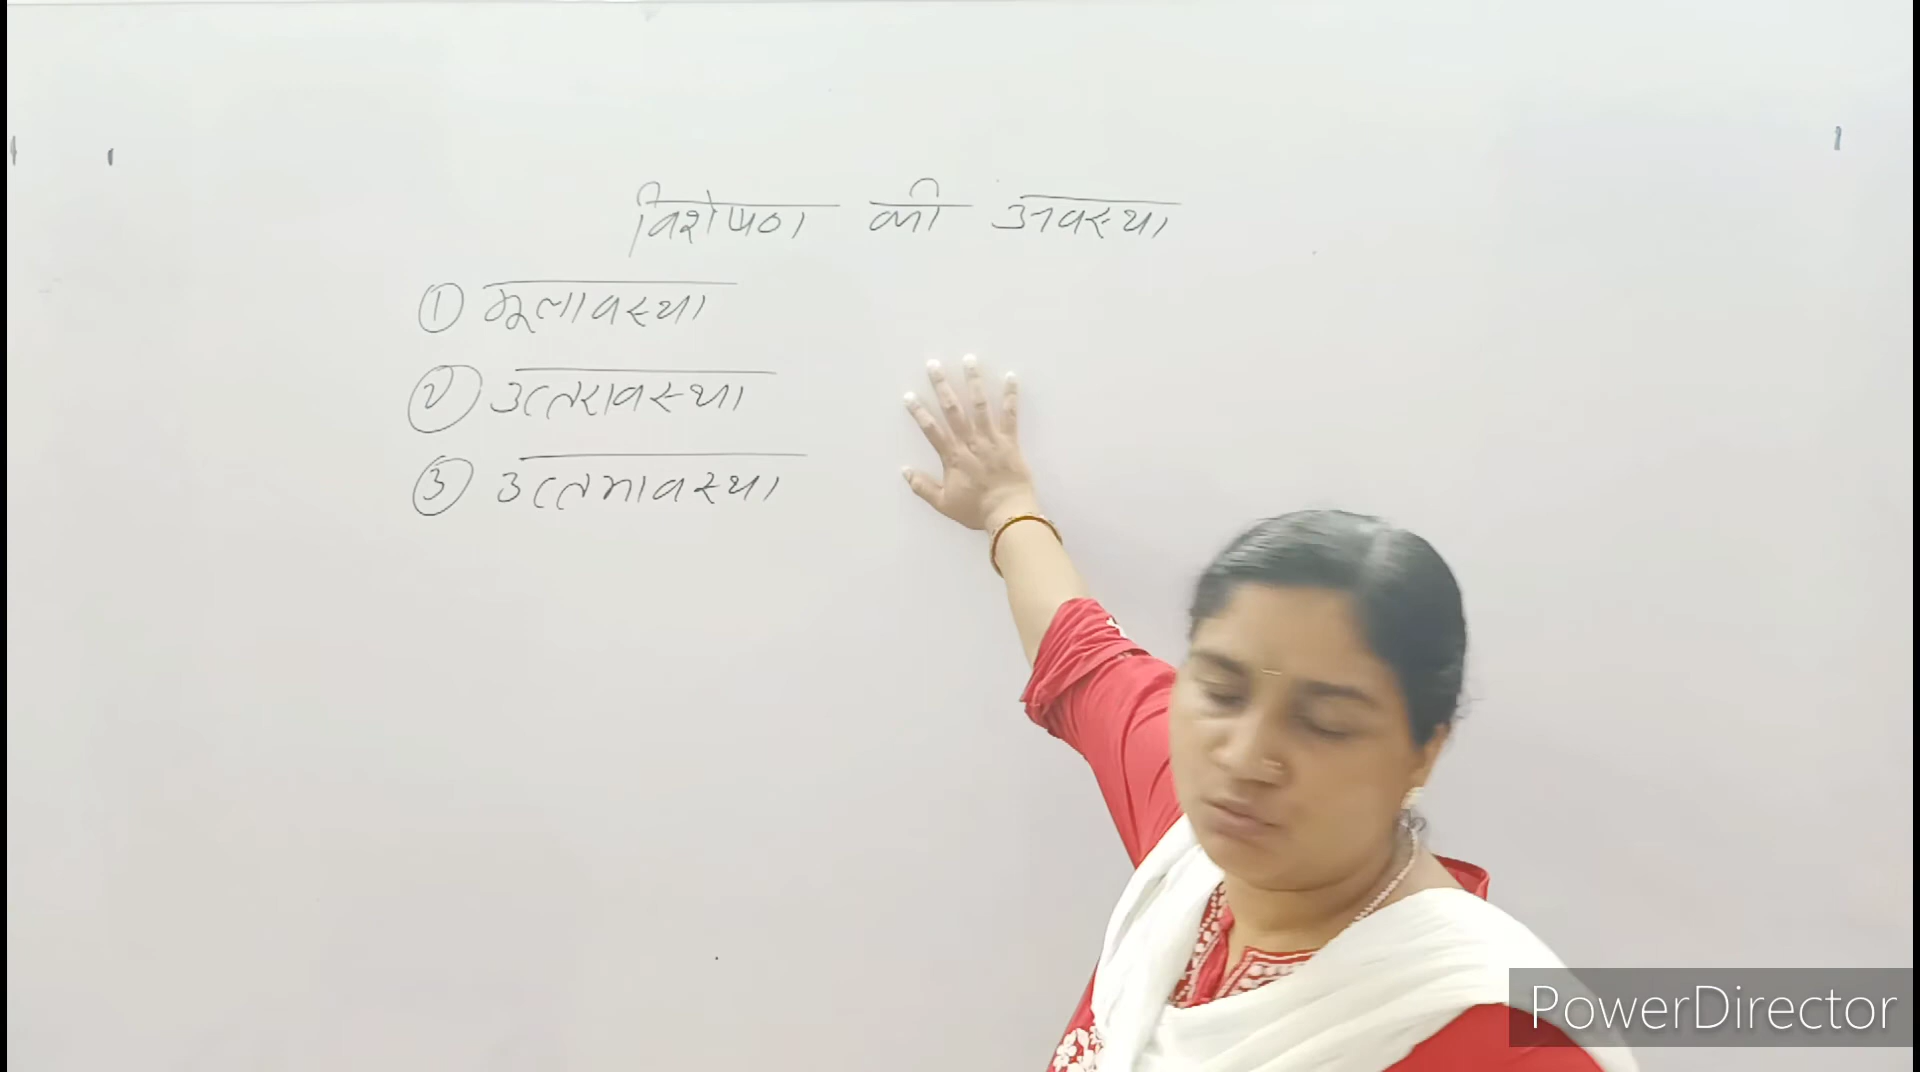 विशेषण की अवस्था
① मूलावस्था
② उत्तरावस्था
③ उत्तमावस्था
PowerDirector